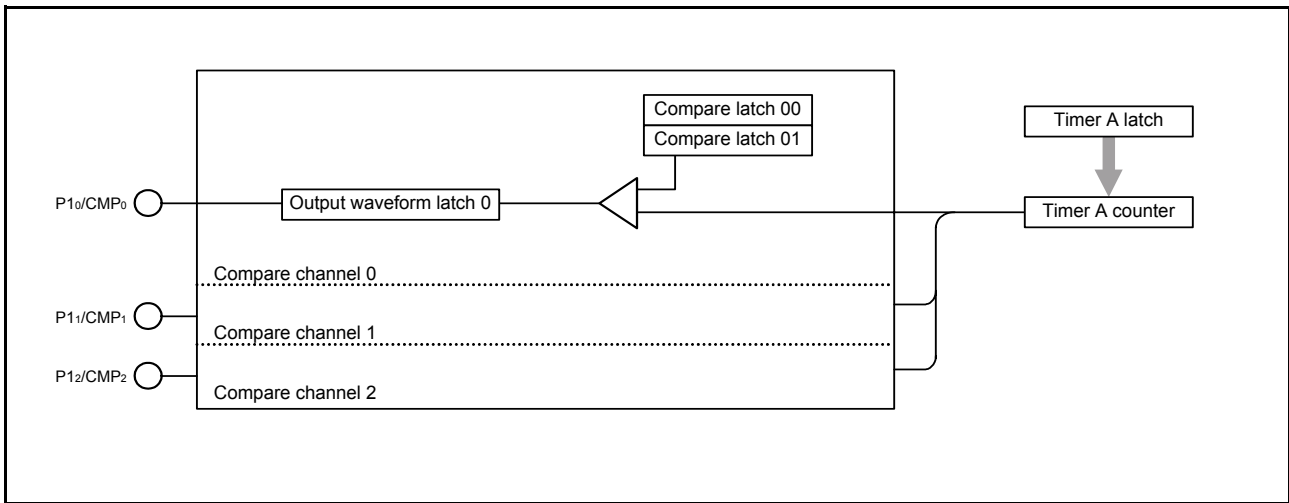 Compare latch 00
Compare latch 01
Timer A latch
P1₀/CMP₀
Output waveform latch 0
Timer A counter
Compare channel 0
P1₁/CMP₁
Compare channel 1
P1₂/CMP₂
Compare channel 2